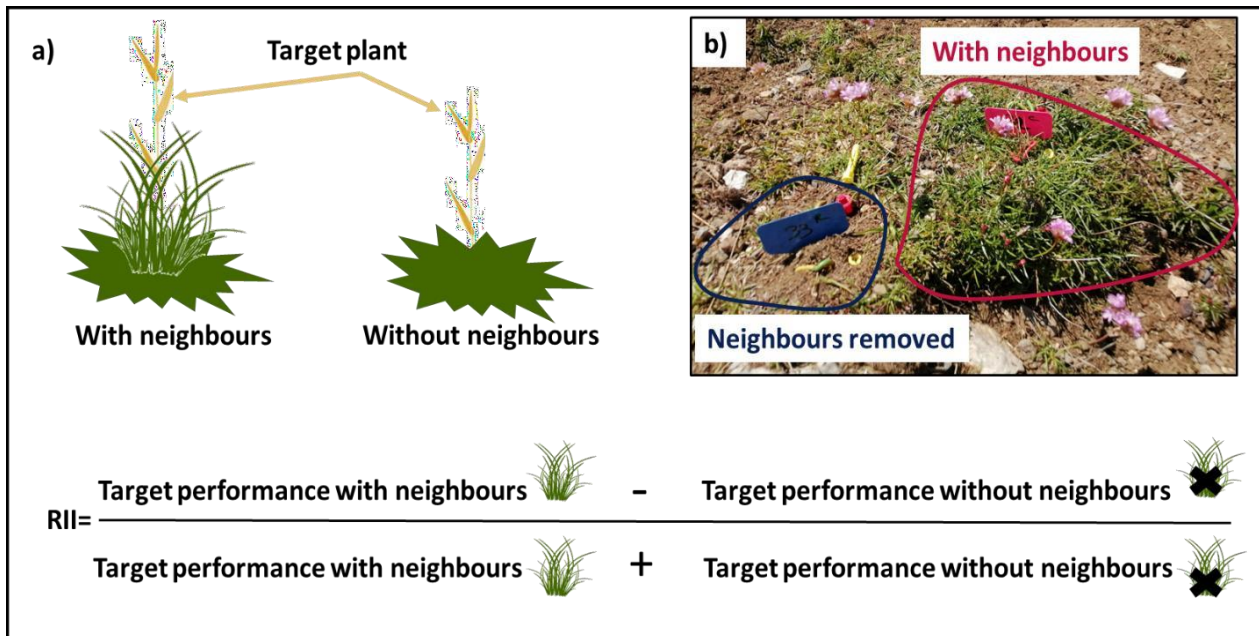 a)
Target plant
With neighbours
Without neighbours
b)
With neighbours
Neighbours removed
RII=
Target performance with neighbours - Target performance without neighbours
Target performance with neighbours + Target performance without neighbours